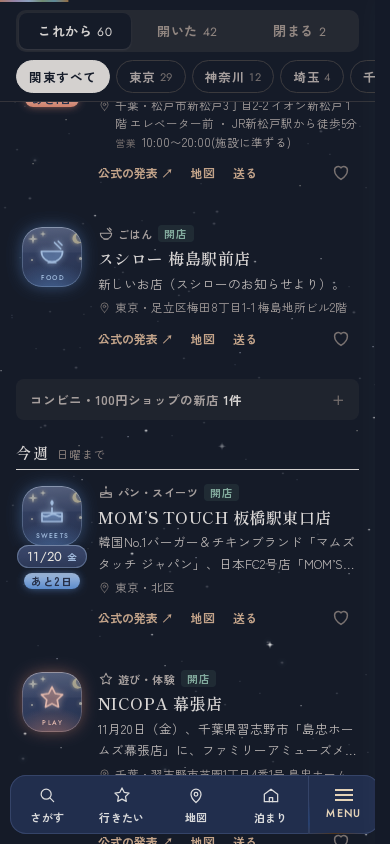 これから 60 開いた 42 閉まる 2
関東すべて 東京 29 神奈川 12 埼玉 4 千
千葉・松戸市新松戸3丁目2-2 イオン新松戸1
階 エレベーター前 ・ JR新松戸駅から徒歩5分
営業 10:00〜20:00(施設に準ずる)
公式の発表 ↗ 地図 送る
FOOD
ごはん 開店
スシロー 梅島駅前店
新しいお店（スシローのお知らせより）。
東京・足立区梅田8丁目1-1 梅島地所ビル2階
公式の発表 ↗ 地図 送る
コンビニ・100円ショップの新店 1件 +
今週 日曜まで
SWEETS
11/20 金
あと2日
パン・スイーツ 開店
MOM'S TOUCH 板橋駅東口店
韓国No.1バーガー＆チキンブランド「マムズ
タッチ ジャパン」、日本FC2号店「MOM'S…
東京・北区
公式の発表 ↗ 地図 送る
PLAY
遊び・体験 開店
NICOPA 幕張店
11月20日（金）、千葉県習志野市「島忠ホー
ムズ幕張店」に、ファミリーアミューズメ…
さがす 行きたい 地図 泊まり MENU